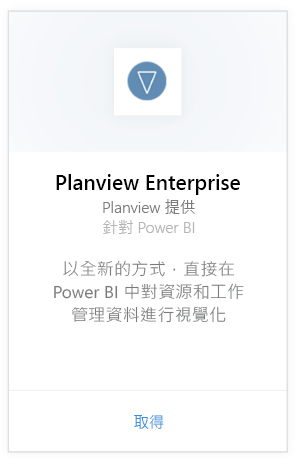 Planview Enterprise
Planview 提供
針對 Power BI
以全新的方式，直接在
Power BI 中對資源和工作
管理資料進行視覺化
取得